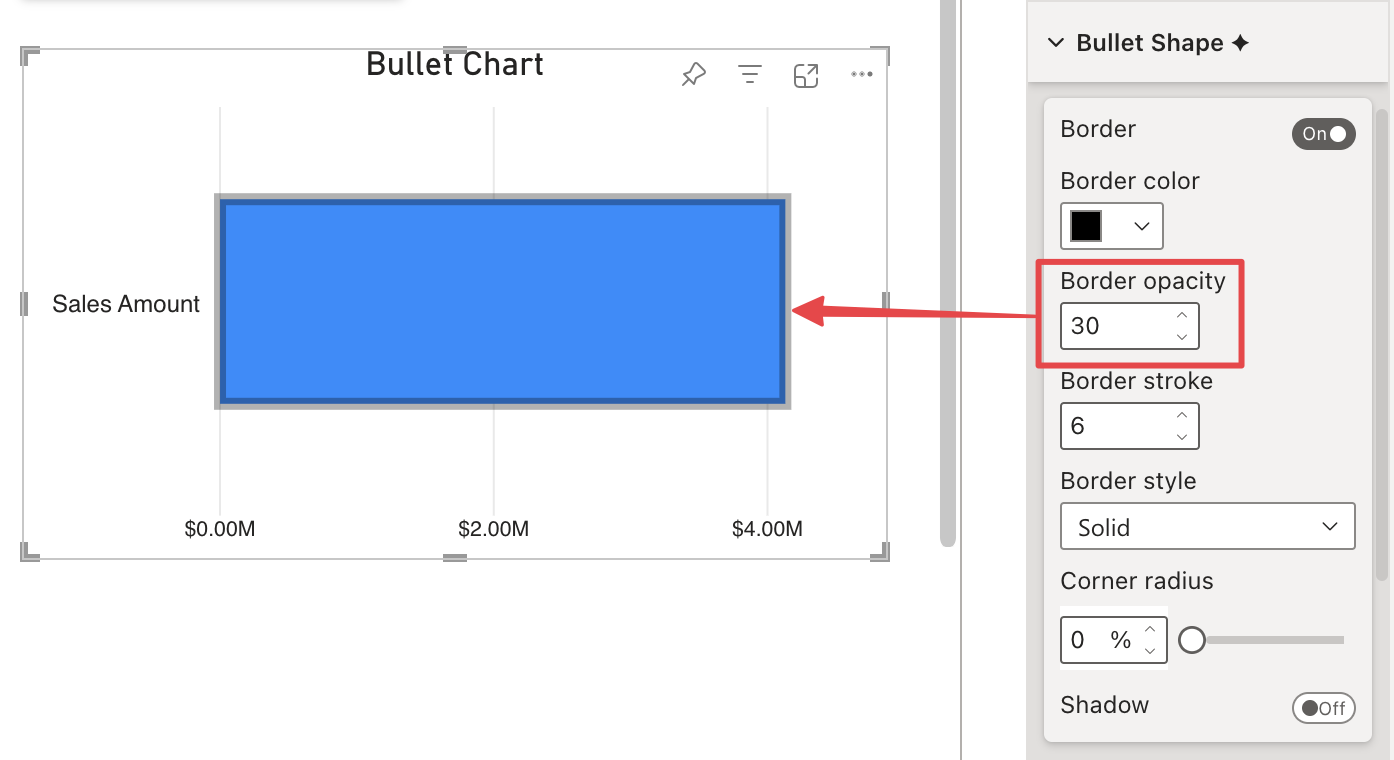 Bullet Chart
Sales Amount
$0.00M
$2.00M
$4.00M
Bullet Shape
Border
On
Border color
Border opacity
30
Border stroke
6
Border style
Solid
Corner radius
0 %
Shadow
Off